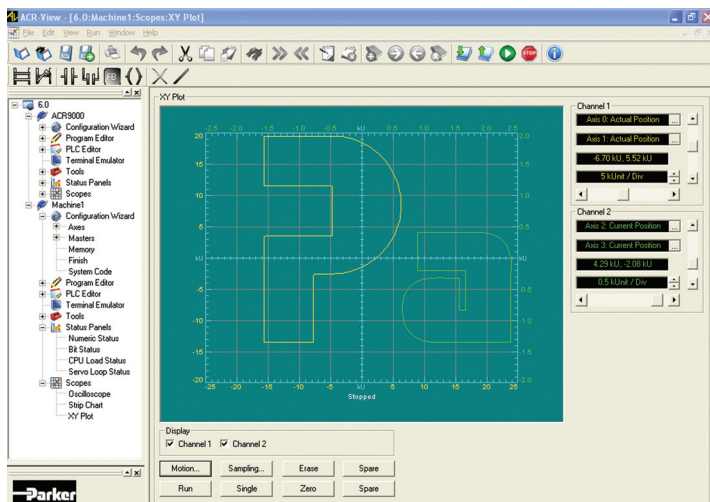 ACR-View - [6.0:Machine1:Scopes:XY Plot]
File Edit View Run Window Help
FB
6.0
ACR9000
Configuration Wizard
Program Editor
PLC Editor
Terminal Emulator
Tools
Status Panels
Scopes
Machine1
Configuration Wizard
Axes
Masters
Memory
Finish
System Code
Program Editor
PLC Editor
Terminal Emulator
Tools
Status Panels
Numeric Status
Bit Status
CPU Load Status
Servo Loop Status
Scopes
Oscilloscope
Strip Chart
XY Plot
Parker
XY Plot
-2.5 -2.0 -1.5 -1.0 -0.5 kU 0.5 1.0 1.5 2.0 2.5
20 2.0
15 1.5
10 1.0
5 0.5
kU kU
-5 -0.5
-10 -1.0
-15 -1.5
-20 -2.0
-25 -20 -15 -10 -5 kU 5 10 15 20 25
Stopped
Channel 1
Axis 0: Actual Position ...
Axis 1: Actual Position ...
-6.70 kU, 5.52 kU
5 kUnit / Div
Channel 2
Axis 2: Current Position ...
Axis 3: Current Position ...
4.29 kU, -2.08 kU
0.5 kUnit / Div
Display
Channel 1 Channel 2
Motion... Sampling... Erase Spare
Run Single Zero Spare